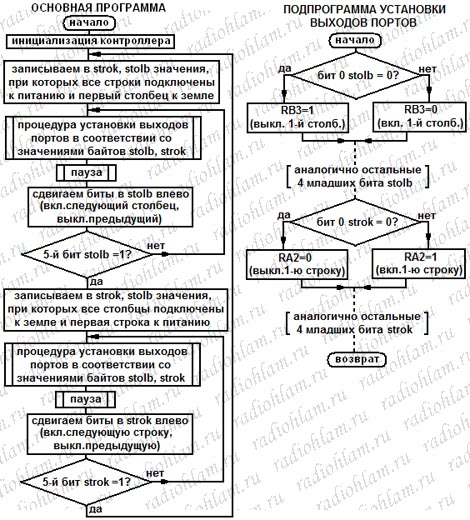 ОСНОВНАЯ ПРОГРАММА
начало
инициализация контроллера
записываем в strok, stolb значения,
при которых все строки подключены
к питанию и первый столбец к земле
процедура установки выходов
портов в соответствии со
значениями байтов stolb, strok
пауза
сдвигаем биты в stolb влево
(вкл.следующий столбец,
выкл.предыдущий)
5-й бит stolb =1?
нет
да
записываем в strok, stolb значения,
при которых все столбцы подключены
к земле и первая строка к питанию
процедура установки выходов
портов в соответствии со
значениями байтов stolb, strok
пауза
сдвигаем биты в strok влево
(вкл.следующую строку,
выкл.предыдущую)
5-й бит strok =1?
нет
да
ПОДПРОГРАММА УСТАНОВКИ
ВЫХОДОВ ПОРТОВ
начало
да
бит 0 stolb = 0?
нет
RB3=1
(выкл. 1-й столб.)
RB3=0
(вкл. 1-й столб.)
аналогично остальные
4 младших бита stolb
да
бит 0 strok = 0?
нет
RA2=0
(выкл.1-ю строку)
RA2=1
(вкл.1-ю строку)
аналогично остальные
4 младших бита strok
возврат
radiohlam.ru